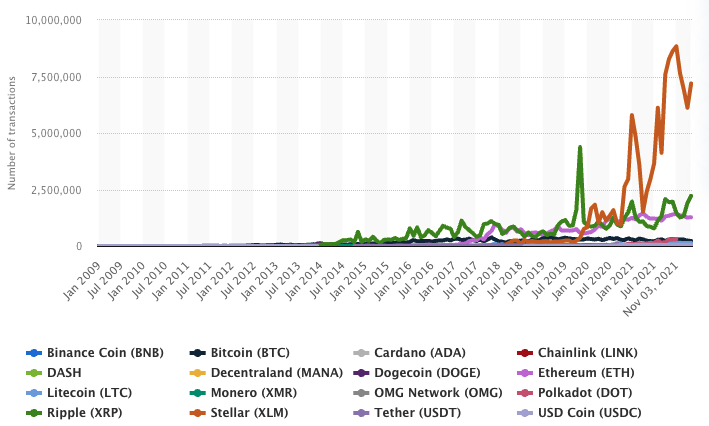 10,000,000
7,500,000
5,000,000
2,500,000
0
Number of transactions
Jan 2009
Jul 2009
Jan 2010
Jul 2010
Jan 2011
Jul 2011
Jan 2012
Jul 2012
Jan 2013
Jul 2013
Jan 2014
Jul 2014
Jan 2015
Jul 2015
Jan 2016
Jul 2016
Jan 2017
Jul 2017
Jan 2018
Jul 2018
Jan 2019
Jul 2019
Jan 2020
Jul 2020
Jan 2021
Jul 2021
Nov 03, 2021
Binance Coin (BNB) Bitcoin (BTC) Cardano (ADA) Chainlink (LINK)
DASH Decentraland (MANA) Dogecoin (DOGE) Ethereum (ETH)
Litecoin (LTC) Monero (XMR) OMG Network (OMG) Polkadot (DOT)
Ripple (XRP) Stellar (XLM) Tether (USDT) USD Coin (USDC)